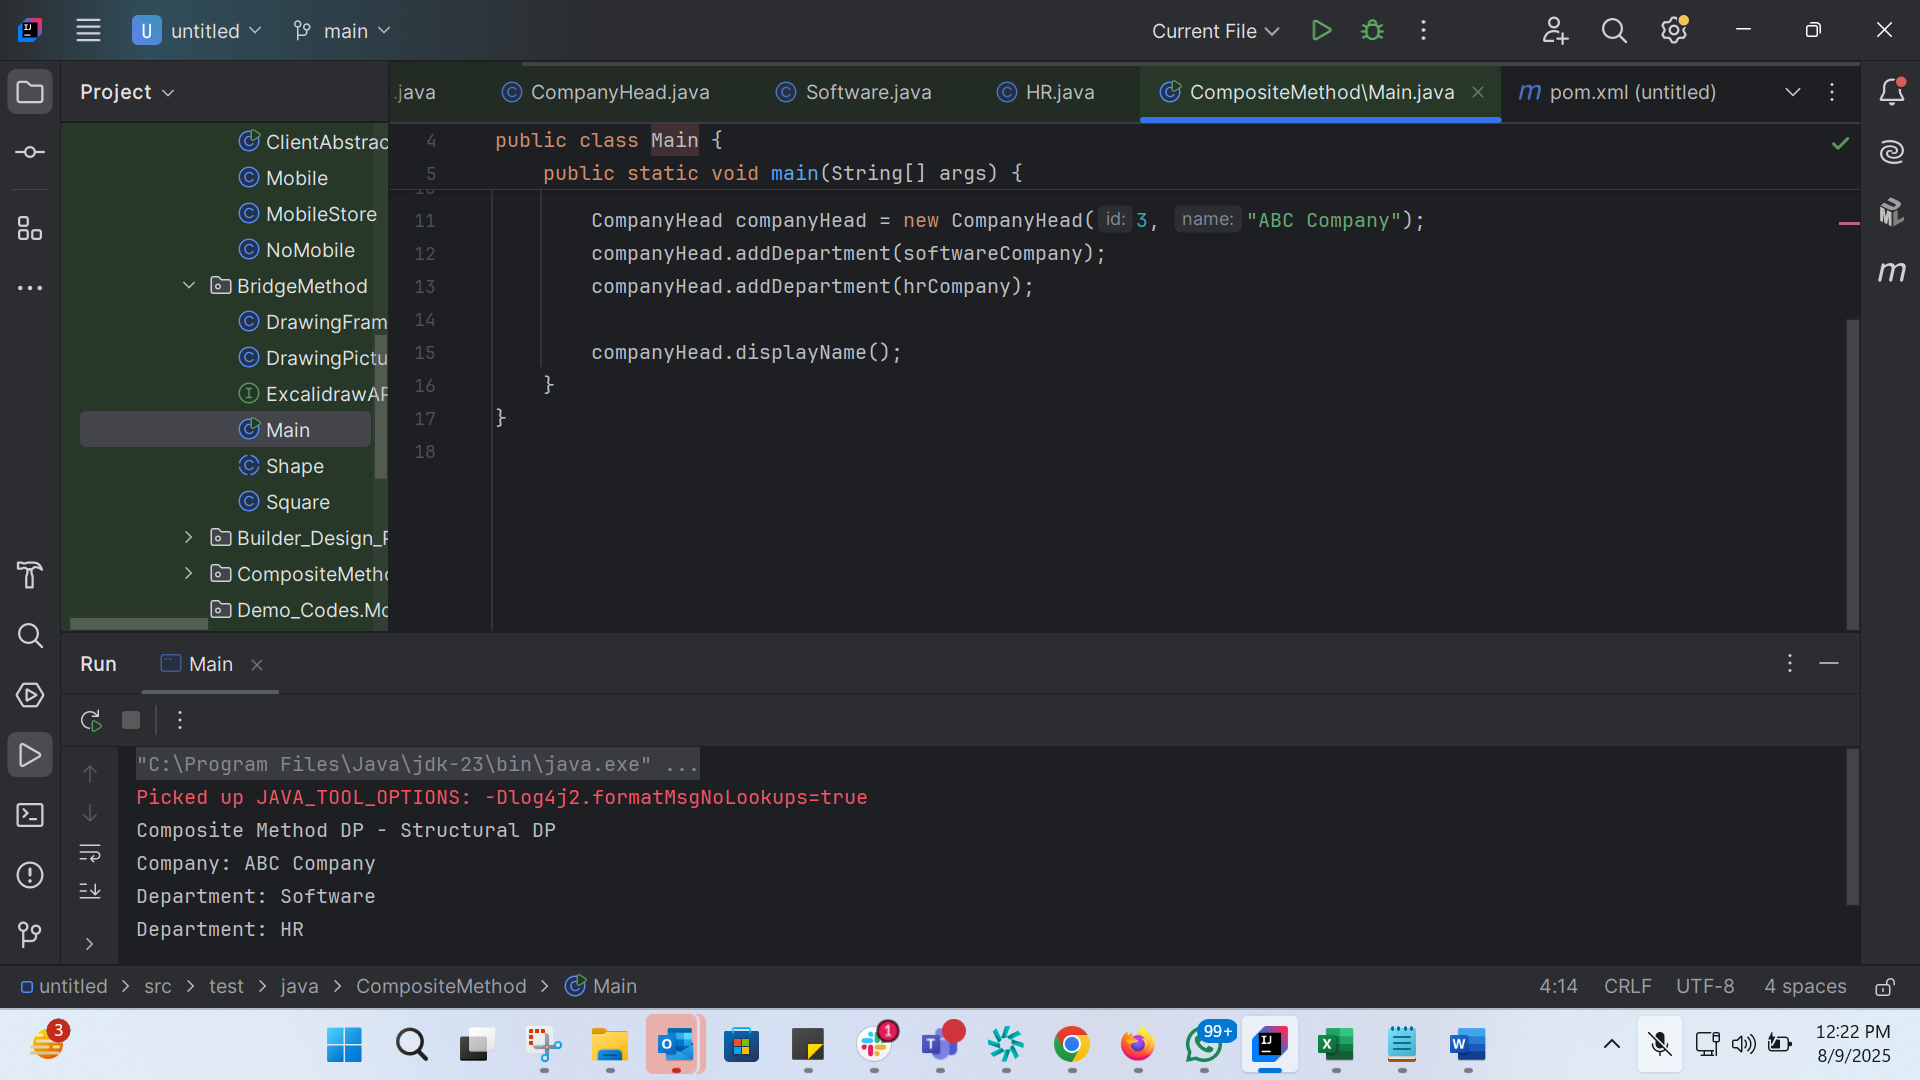 U untitled main Current File
Project
.java CompanyHead.java Software.java HR.java CompositeMethod\Main.java pom.xml (untitled)
ClientAbstrac
Mobile
MobileStore
NoMobile
BridgeMethod
DrawingFram
DrawingPictu
ExcalidrawAP
Main
Shape
Square
Builder_Design_P
CompositeMetho
Demo_Codes.Mo
4 public class Main {
5 public static void main(String[] args) {
11 CompanyHead companyHead = new CompanyHead( id: 3, name: "ABC Company");
12 companyHead.addDepartment(softwareCompany);
13 companyHead.addDepartment(hrCompany);
14
15 companyHead.displayName();
16 }
17 }
18
Run Main
"C:\Program Files\Java\jdk-23\bin\java.exe" ...
Picked up JAVA_TOOL_OPTIONS: -Dlog4j2.formatMsgNoLookups=true
Composite Method DP - Structural DP
Company: ABC Company
Department: Software
Department: HR
untitled > src > test > java > CompositeMethod > Main 4:14 CRLF UTF-8 4 spaces
3 1 99+ 12:22 PM
8/9/2025